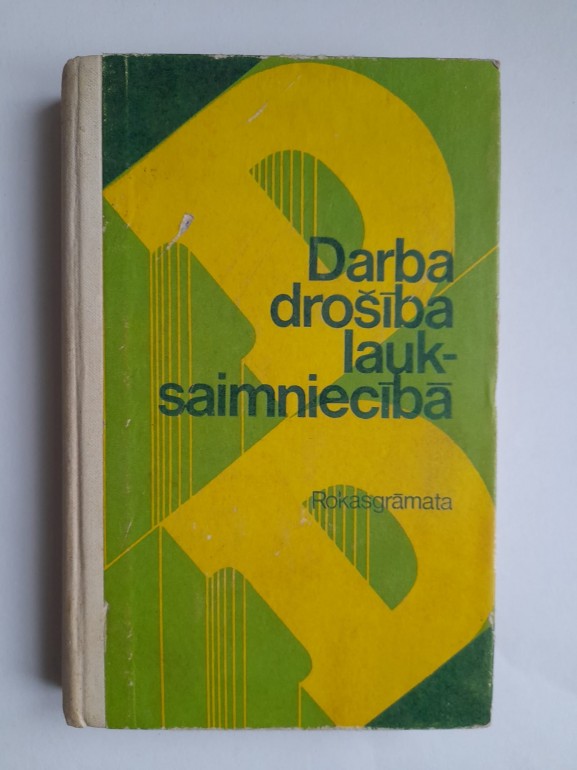 Darba
drošība
lauk-
saimniecībā
Rokasgrāmata